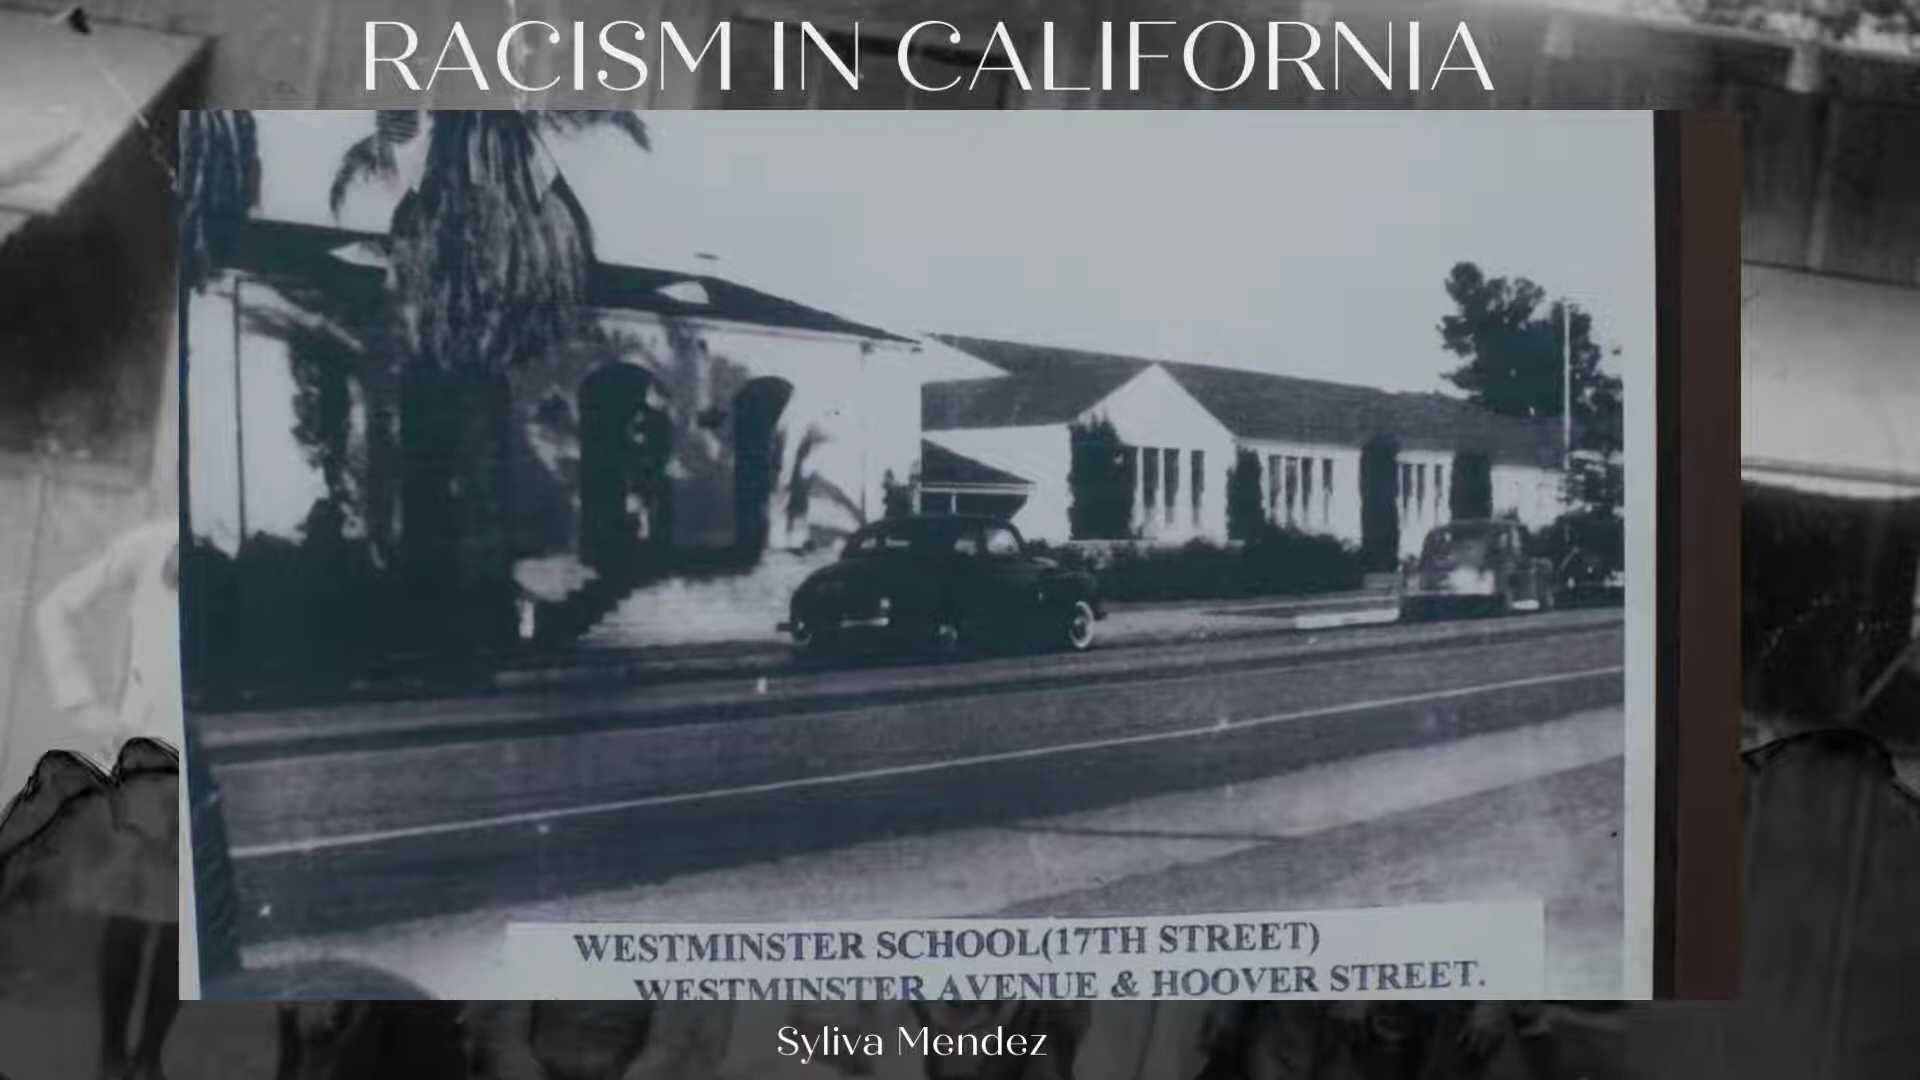 RACISM IN CALIFORNIA
WESTMINSTER SCHOOL(17TH STREET)
WESTMINSTER AVENUE & HOOVER STREET.
Syliva Mendez